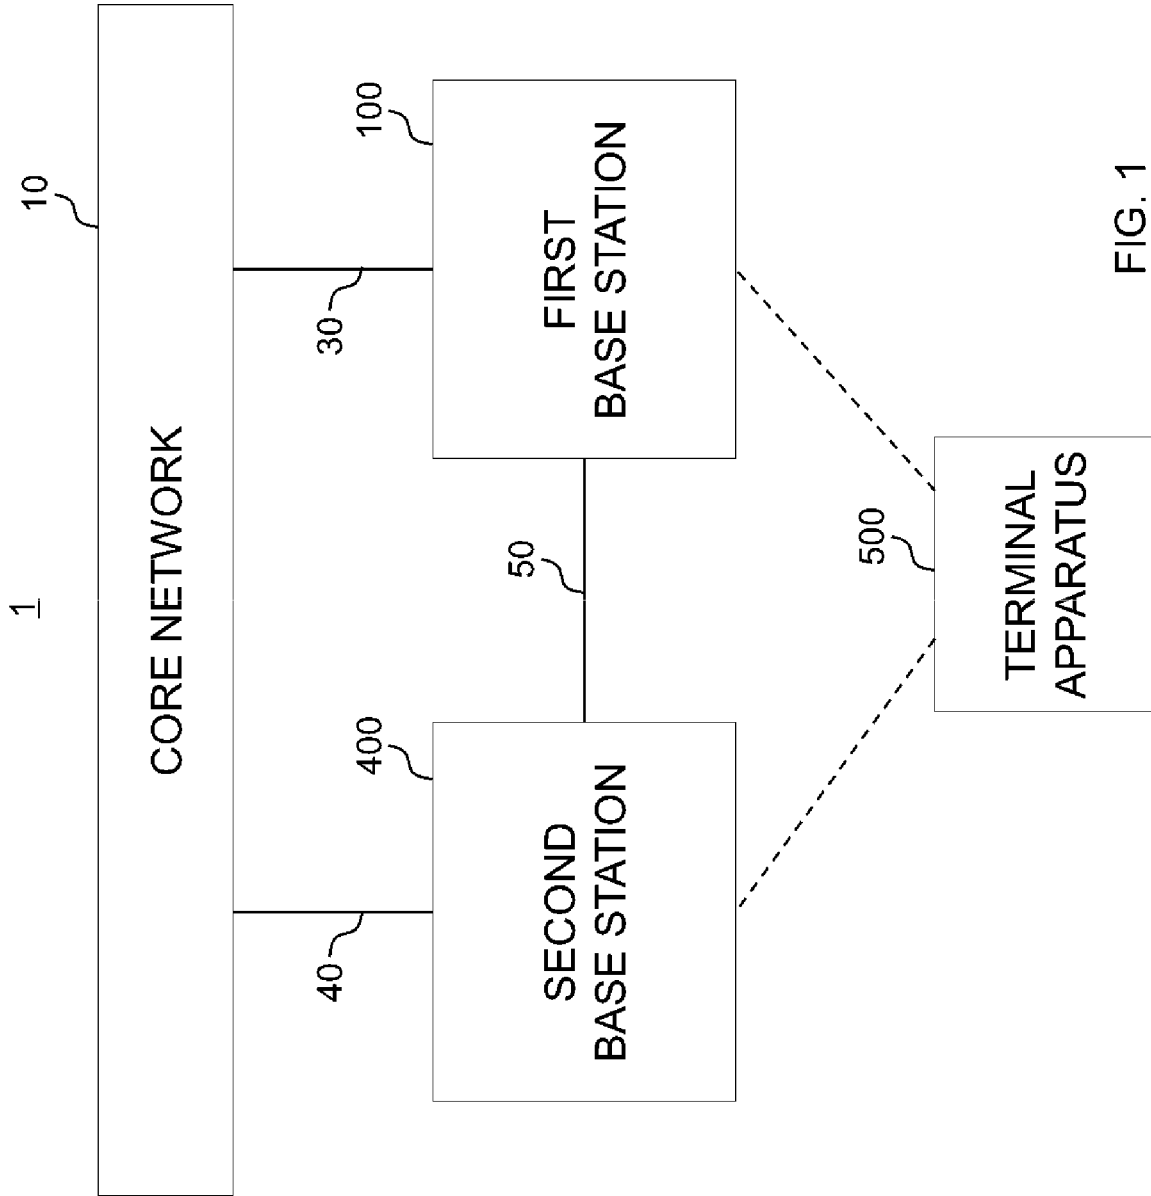 1
10
CORE NETWORK
40
30
400
100
SECOND
BASE STATION
50
FIRST
BASE STATION
500
TERMINAL
APPARATUS
FIG. 1